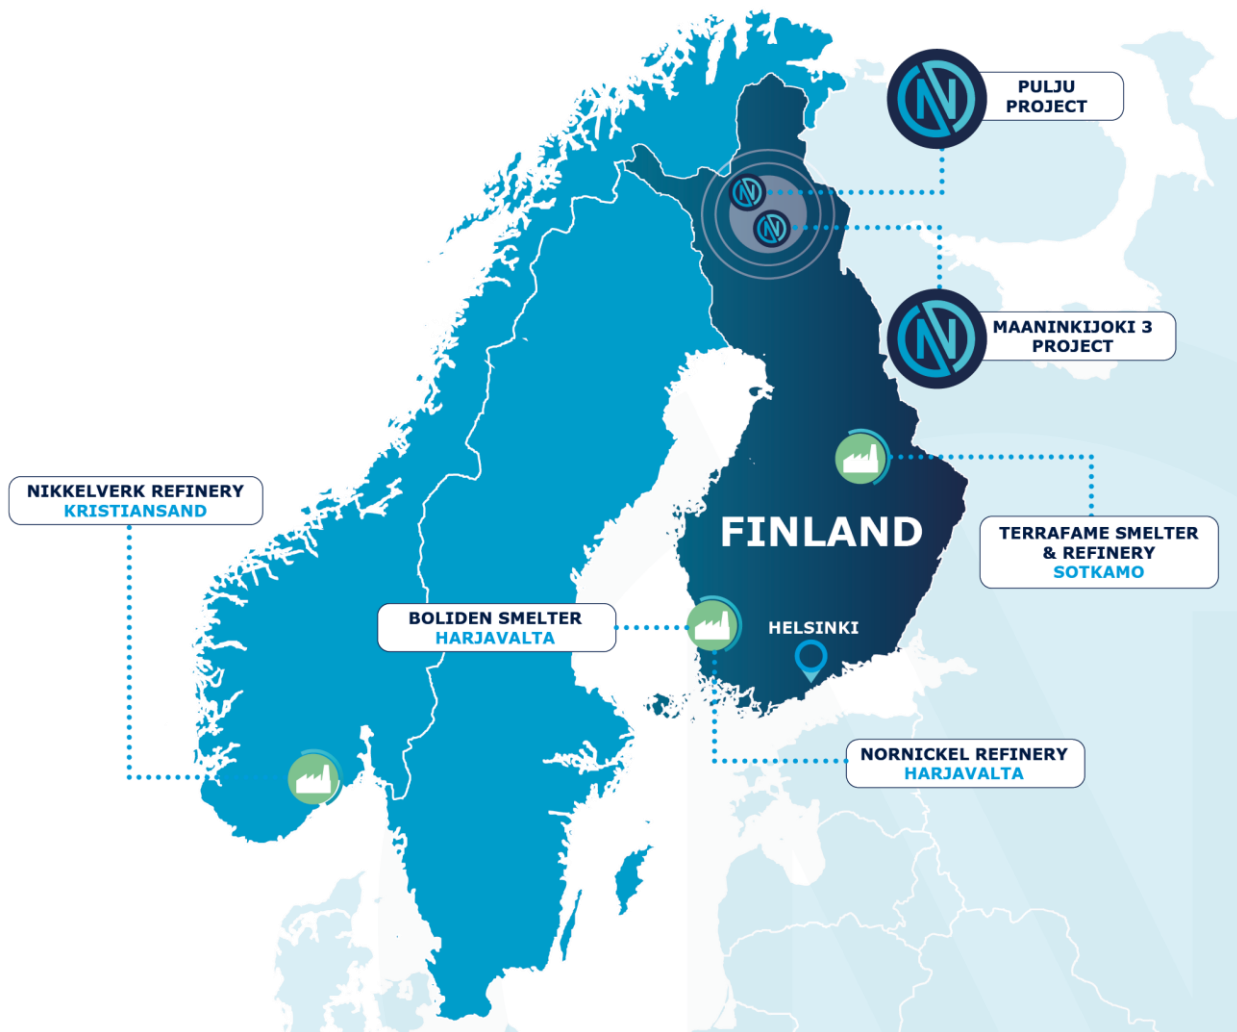 PULJU
PROJECT
MAANINKIJOKI 3
PROJECT
NIKKELVERK REFINERY
KRISTIANSAND
FINLAND
TERRAFAME SMELTER
& REFINERY
SOTKAMO
BOLIDEN SMELTER
HARJAVALTA
HELSINKI
NORNICKEL REFINERY
HARJAVALTA